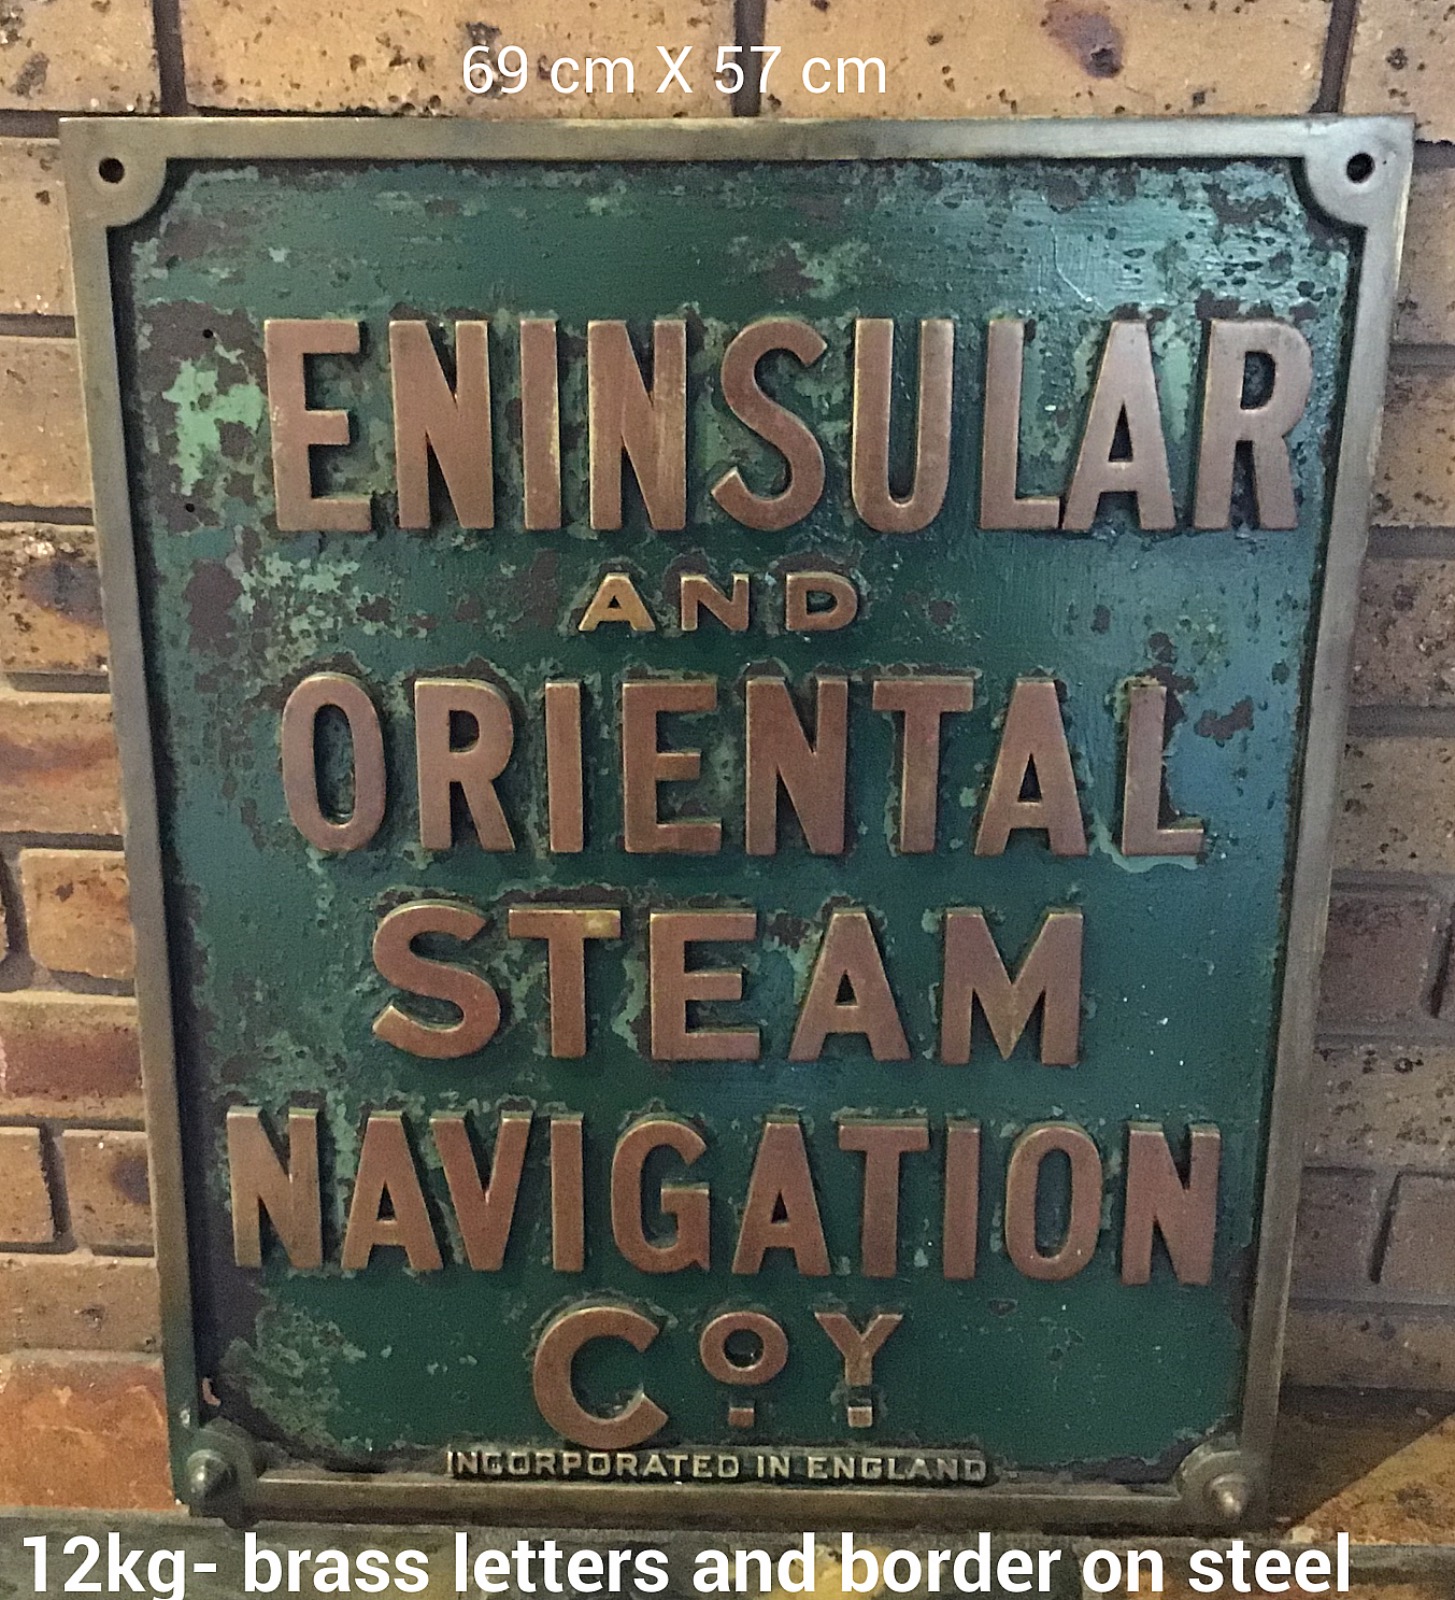 69 cm X 57 cm
ENINSULAR
AND
ORIENTAL
STEAM
NAVIGATION
COY
INCORPORATED IN ENGLAND
12kg- brass letters and border on steel